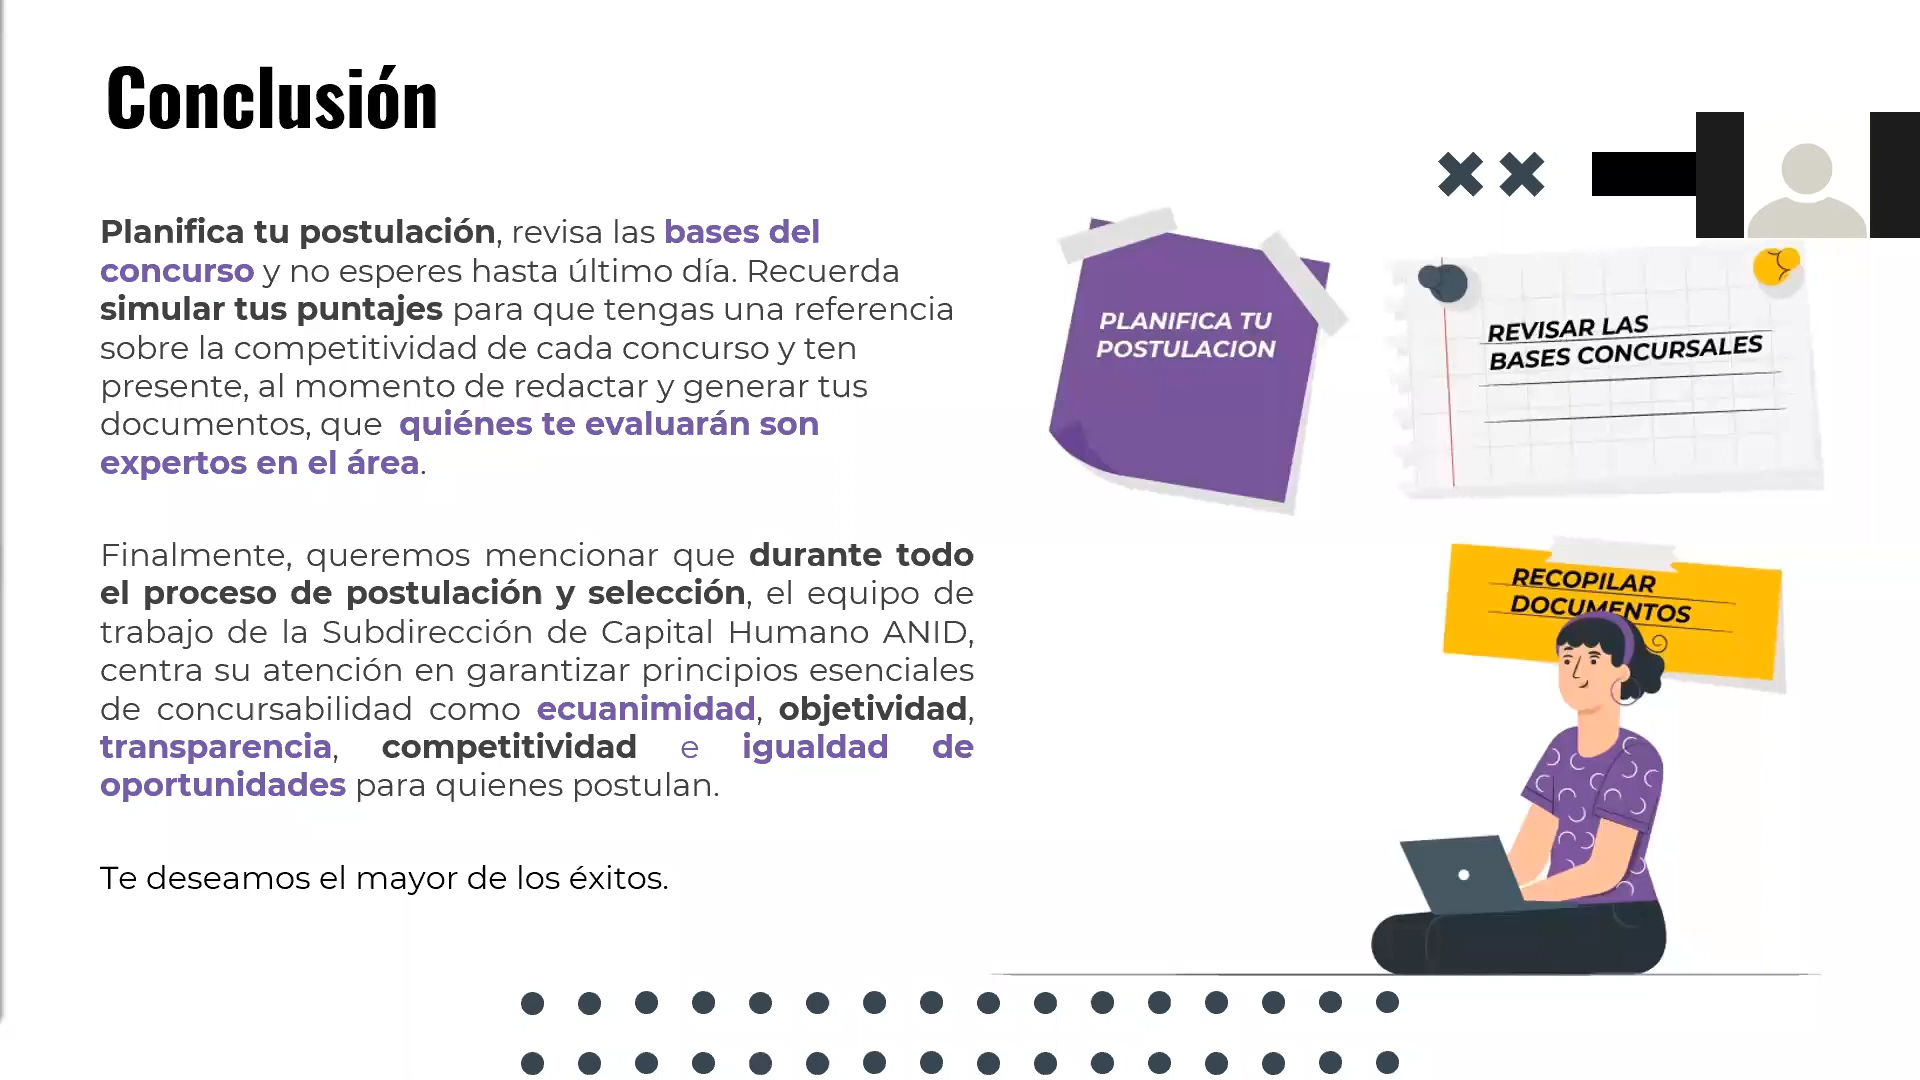 Conclusión
Planifica tu postulación, revisa las bases del
concurso y no esperes hasta último día. Recuerda
simular tus puntajes para que tengas una referencia
sobre la competitividad de cada concurso y ten
presente, al momento de redactar y generar tus
documentos, que quiénes te evaluarán son
expertos en el área.
Finalmente, queremos mencionar que durante todo
el proceso de postulación y selección, el equipo de
trabajo de la Subdirección de Capital Humano ANID,
centra su atención en garantizar principios esenciales
de concursabilidad como ecuanimidad, objetividad,
transparencia, competitividad e igualdad de
oportunidades para quienes postulan.
Te deseamos el mayor de los éxitos.
PLANIFICA TU
POSTULACION
REVISAR LAS
BASES CONCURSALES
RECOPILAR
DOCUMENTOS